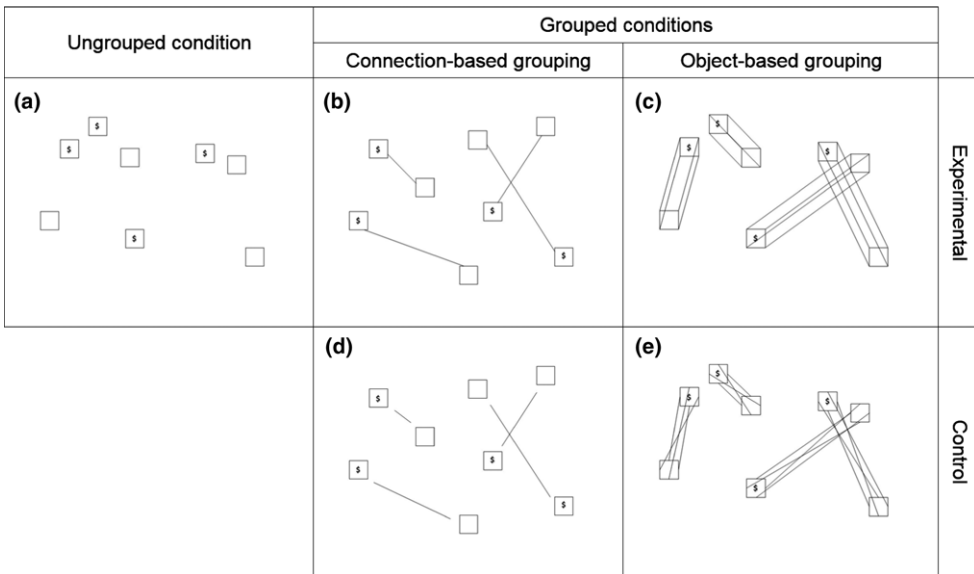 Ungrouped condition
Grouped conditions
Connection-based grouping
Object-based grouping
(a)
(b)
(c)
Experimental
$
$
$
$
$
$
$
$
$
$
$
$
(d)
(e)
Control
$
$
$
$
$
$
$
$